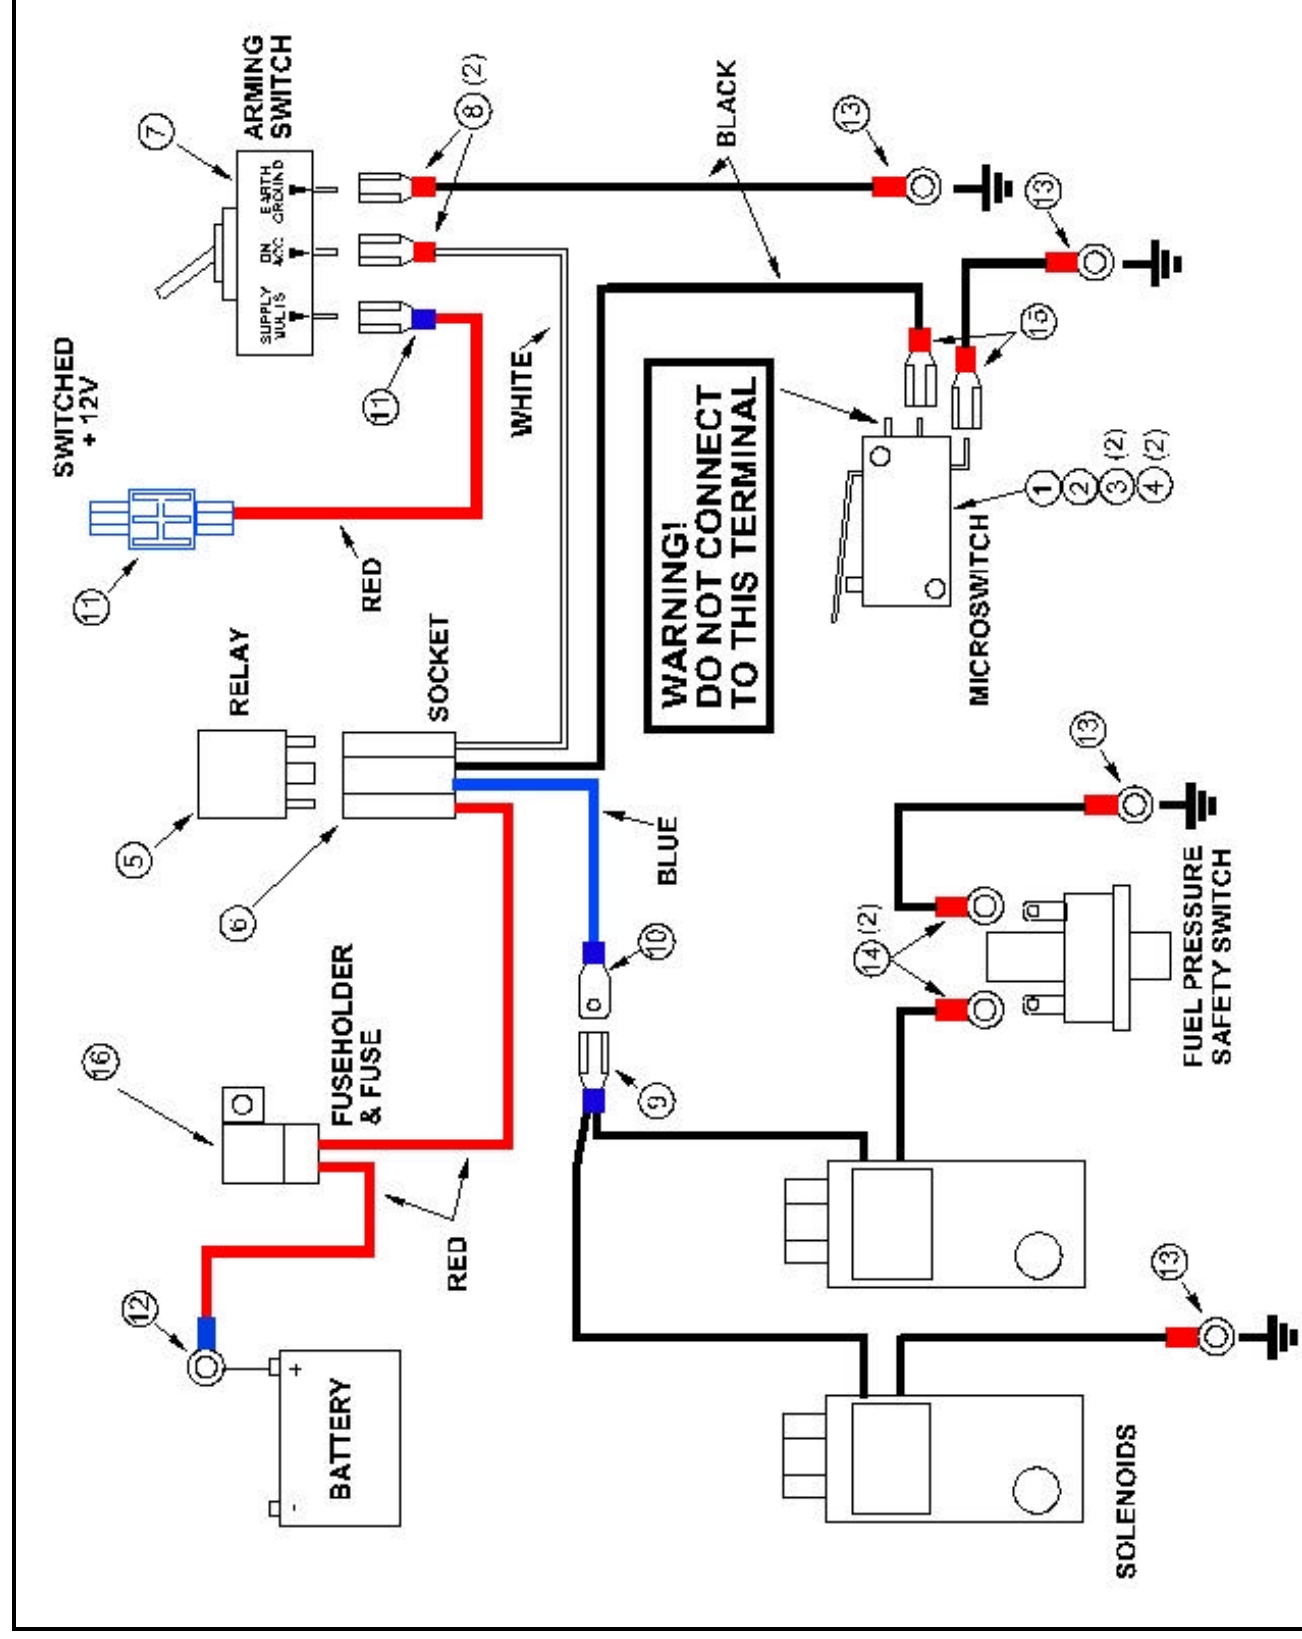 BATTERY
-
+
12
RED
16
FUSEHOLDER
& FUSE
5
RELAY
6
SOCKET
11
SWITCHED
+ 12V
RED
7
ARMING
SWITCH
SUPPLY
VOLTS
ON
ACC
EARTH
GROUND
11
8 (2)
WHITE
BLACK
13
13
15
BLUE
10
9
WARNING!
DO NOT CONNECT
TO THIS TERMINAL
MICROSWITCH
1
2
3 (2)
4 (2)
14 (2)
13
FUEL PRESSURE
SAFETY SWITCH
13
SOLENOIDS